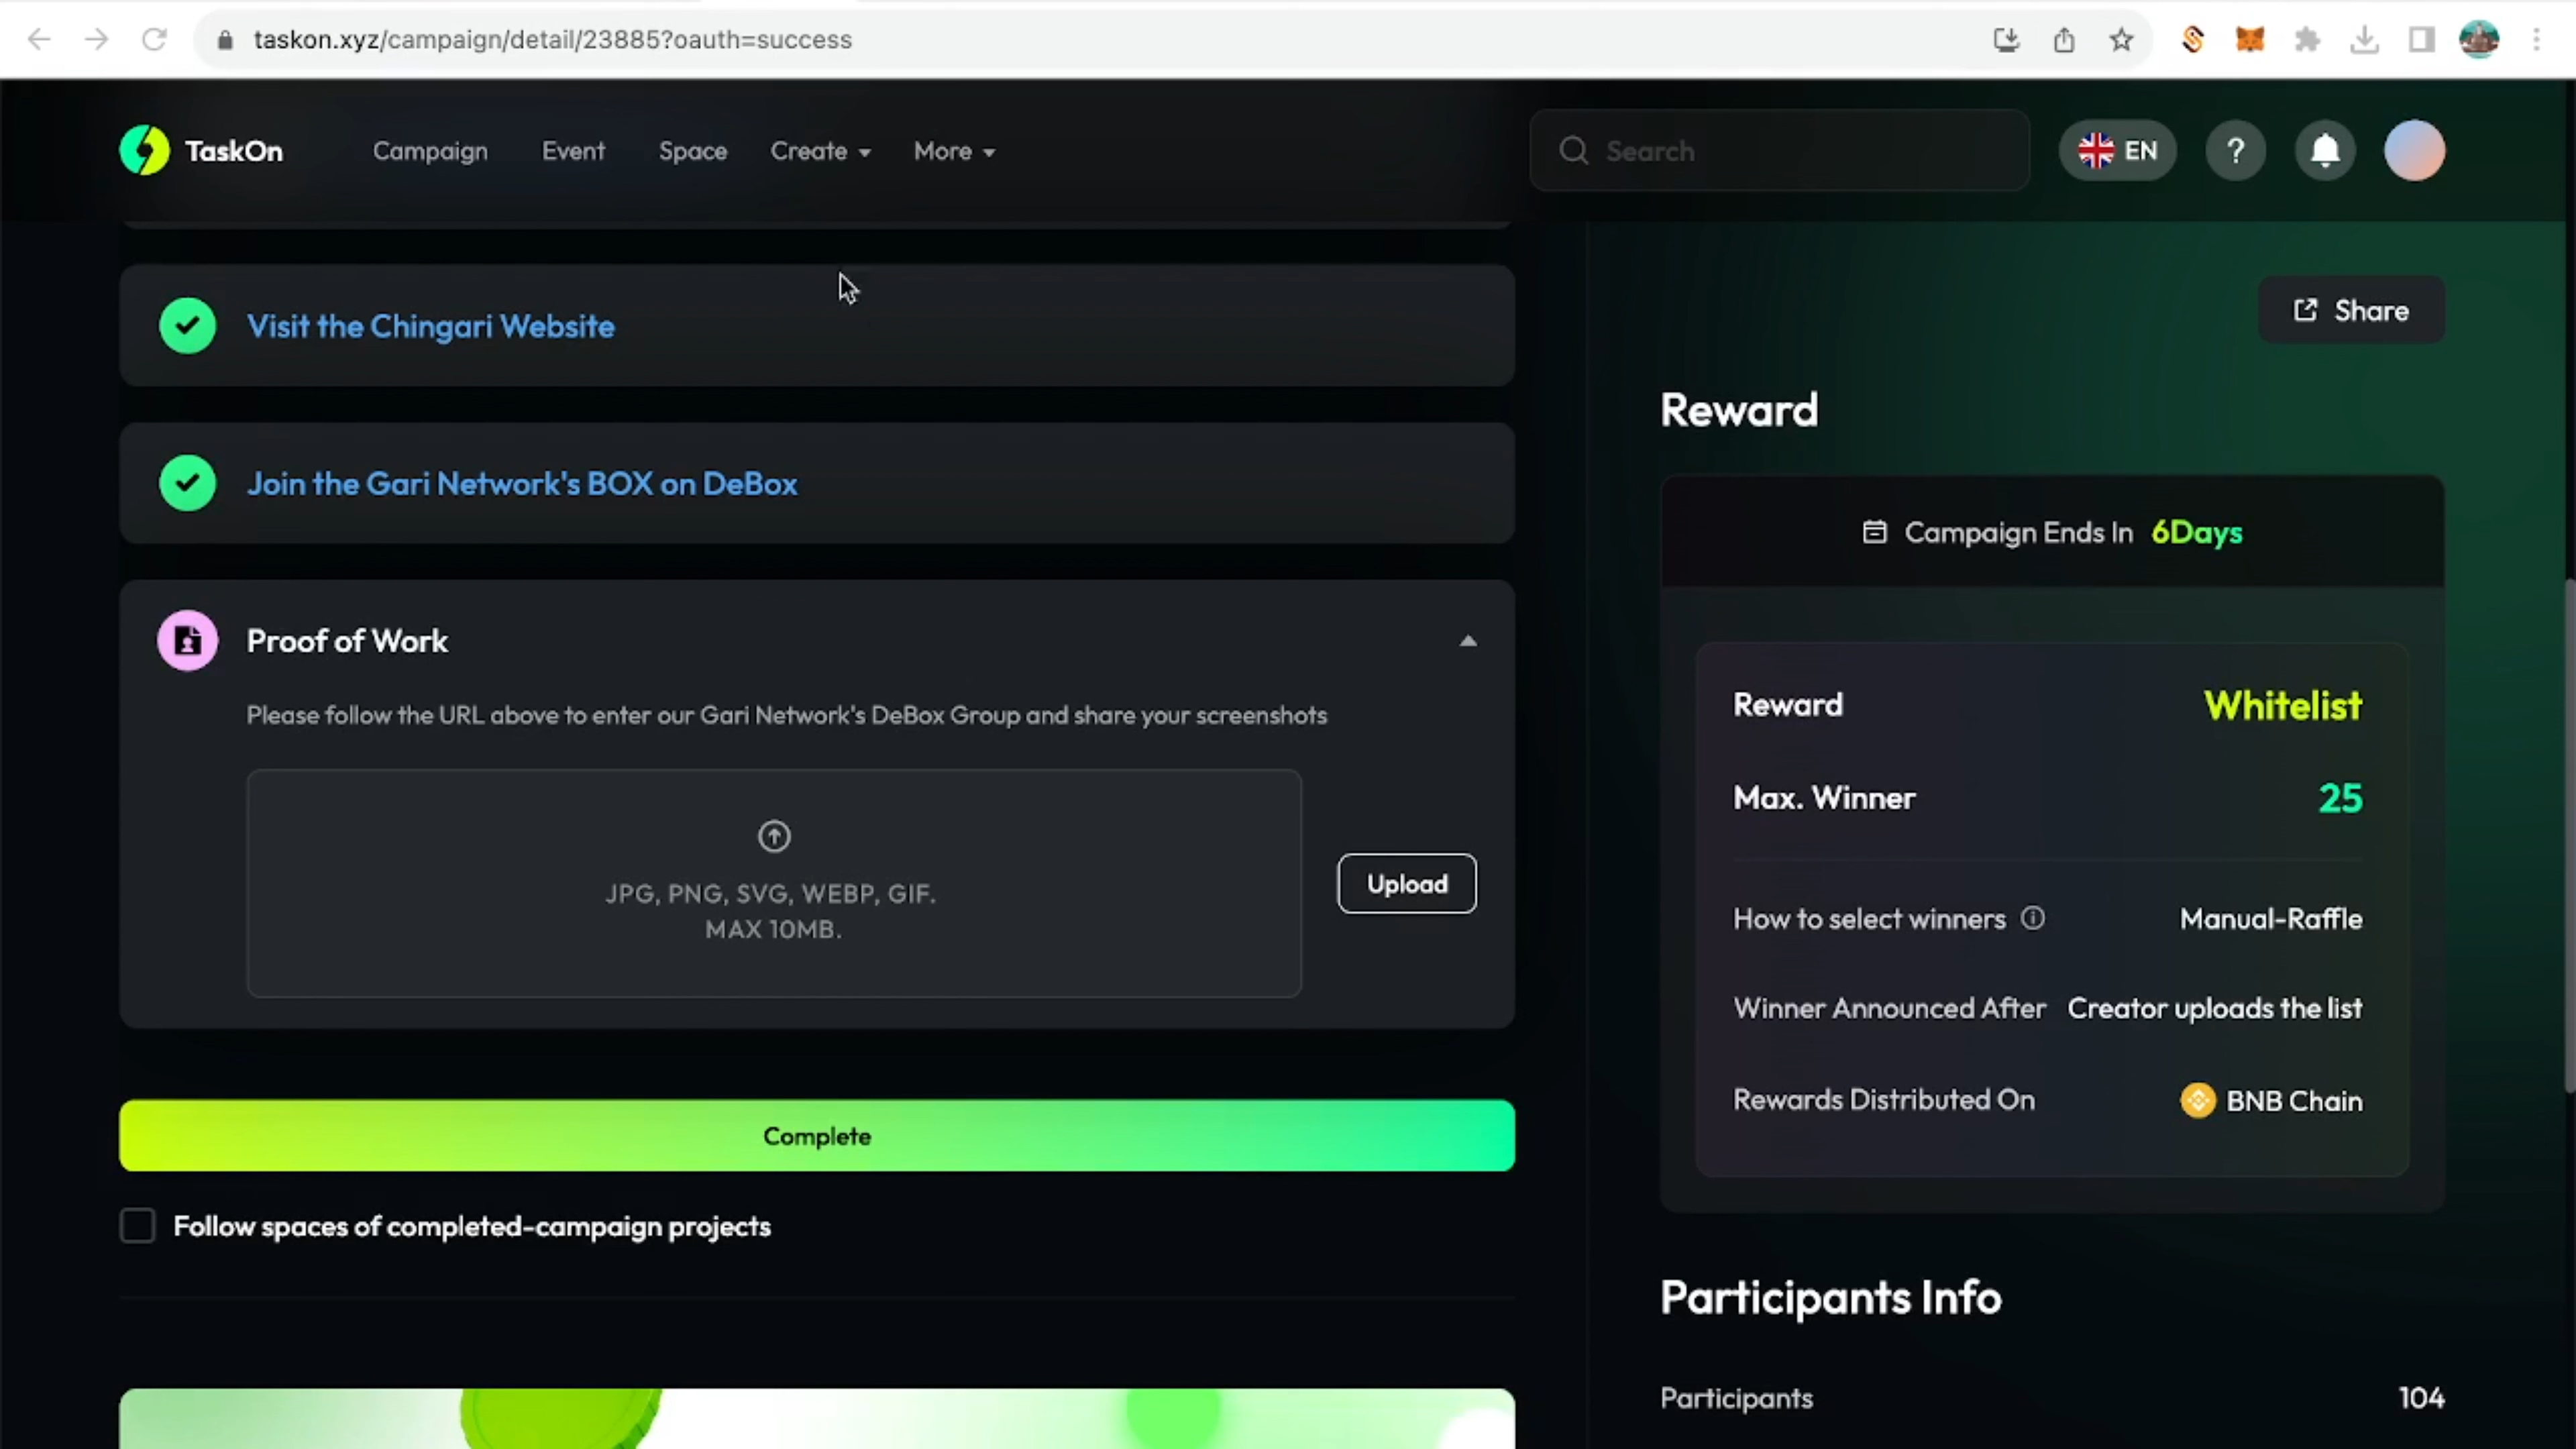 taskon.xyz/campaign/detail/23885?oauth=success
TaskOn
Campaign
Event
Space
Create
More
Search
EN
?
Visit the Chingari Website
Join the Gari Network's BOX on DeBox
Proof of Work
Please follow the URL above to enter our Gari Network's DeBox Group and share your screenshots
JPG, PNG, SVG, WEBP, GIF.
MAX 10MB.
Upload
Complete
Follow spaces of completed-campaign projects
Share
Reward
Campaign Ends In 6Days
Reward Whitelist
Max. Winner 25
How to select winners Manual-Raffle
Winner Announced After Creator uploads the list
Rewards Distributed On BNB Chain
Participants Info
Participants 104